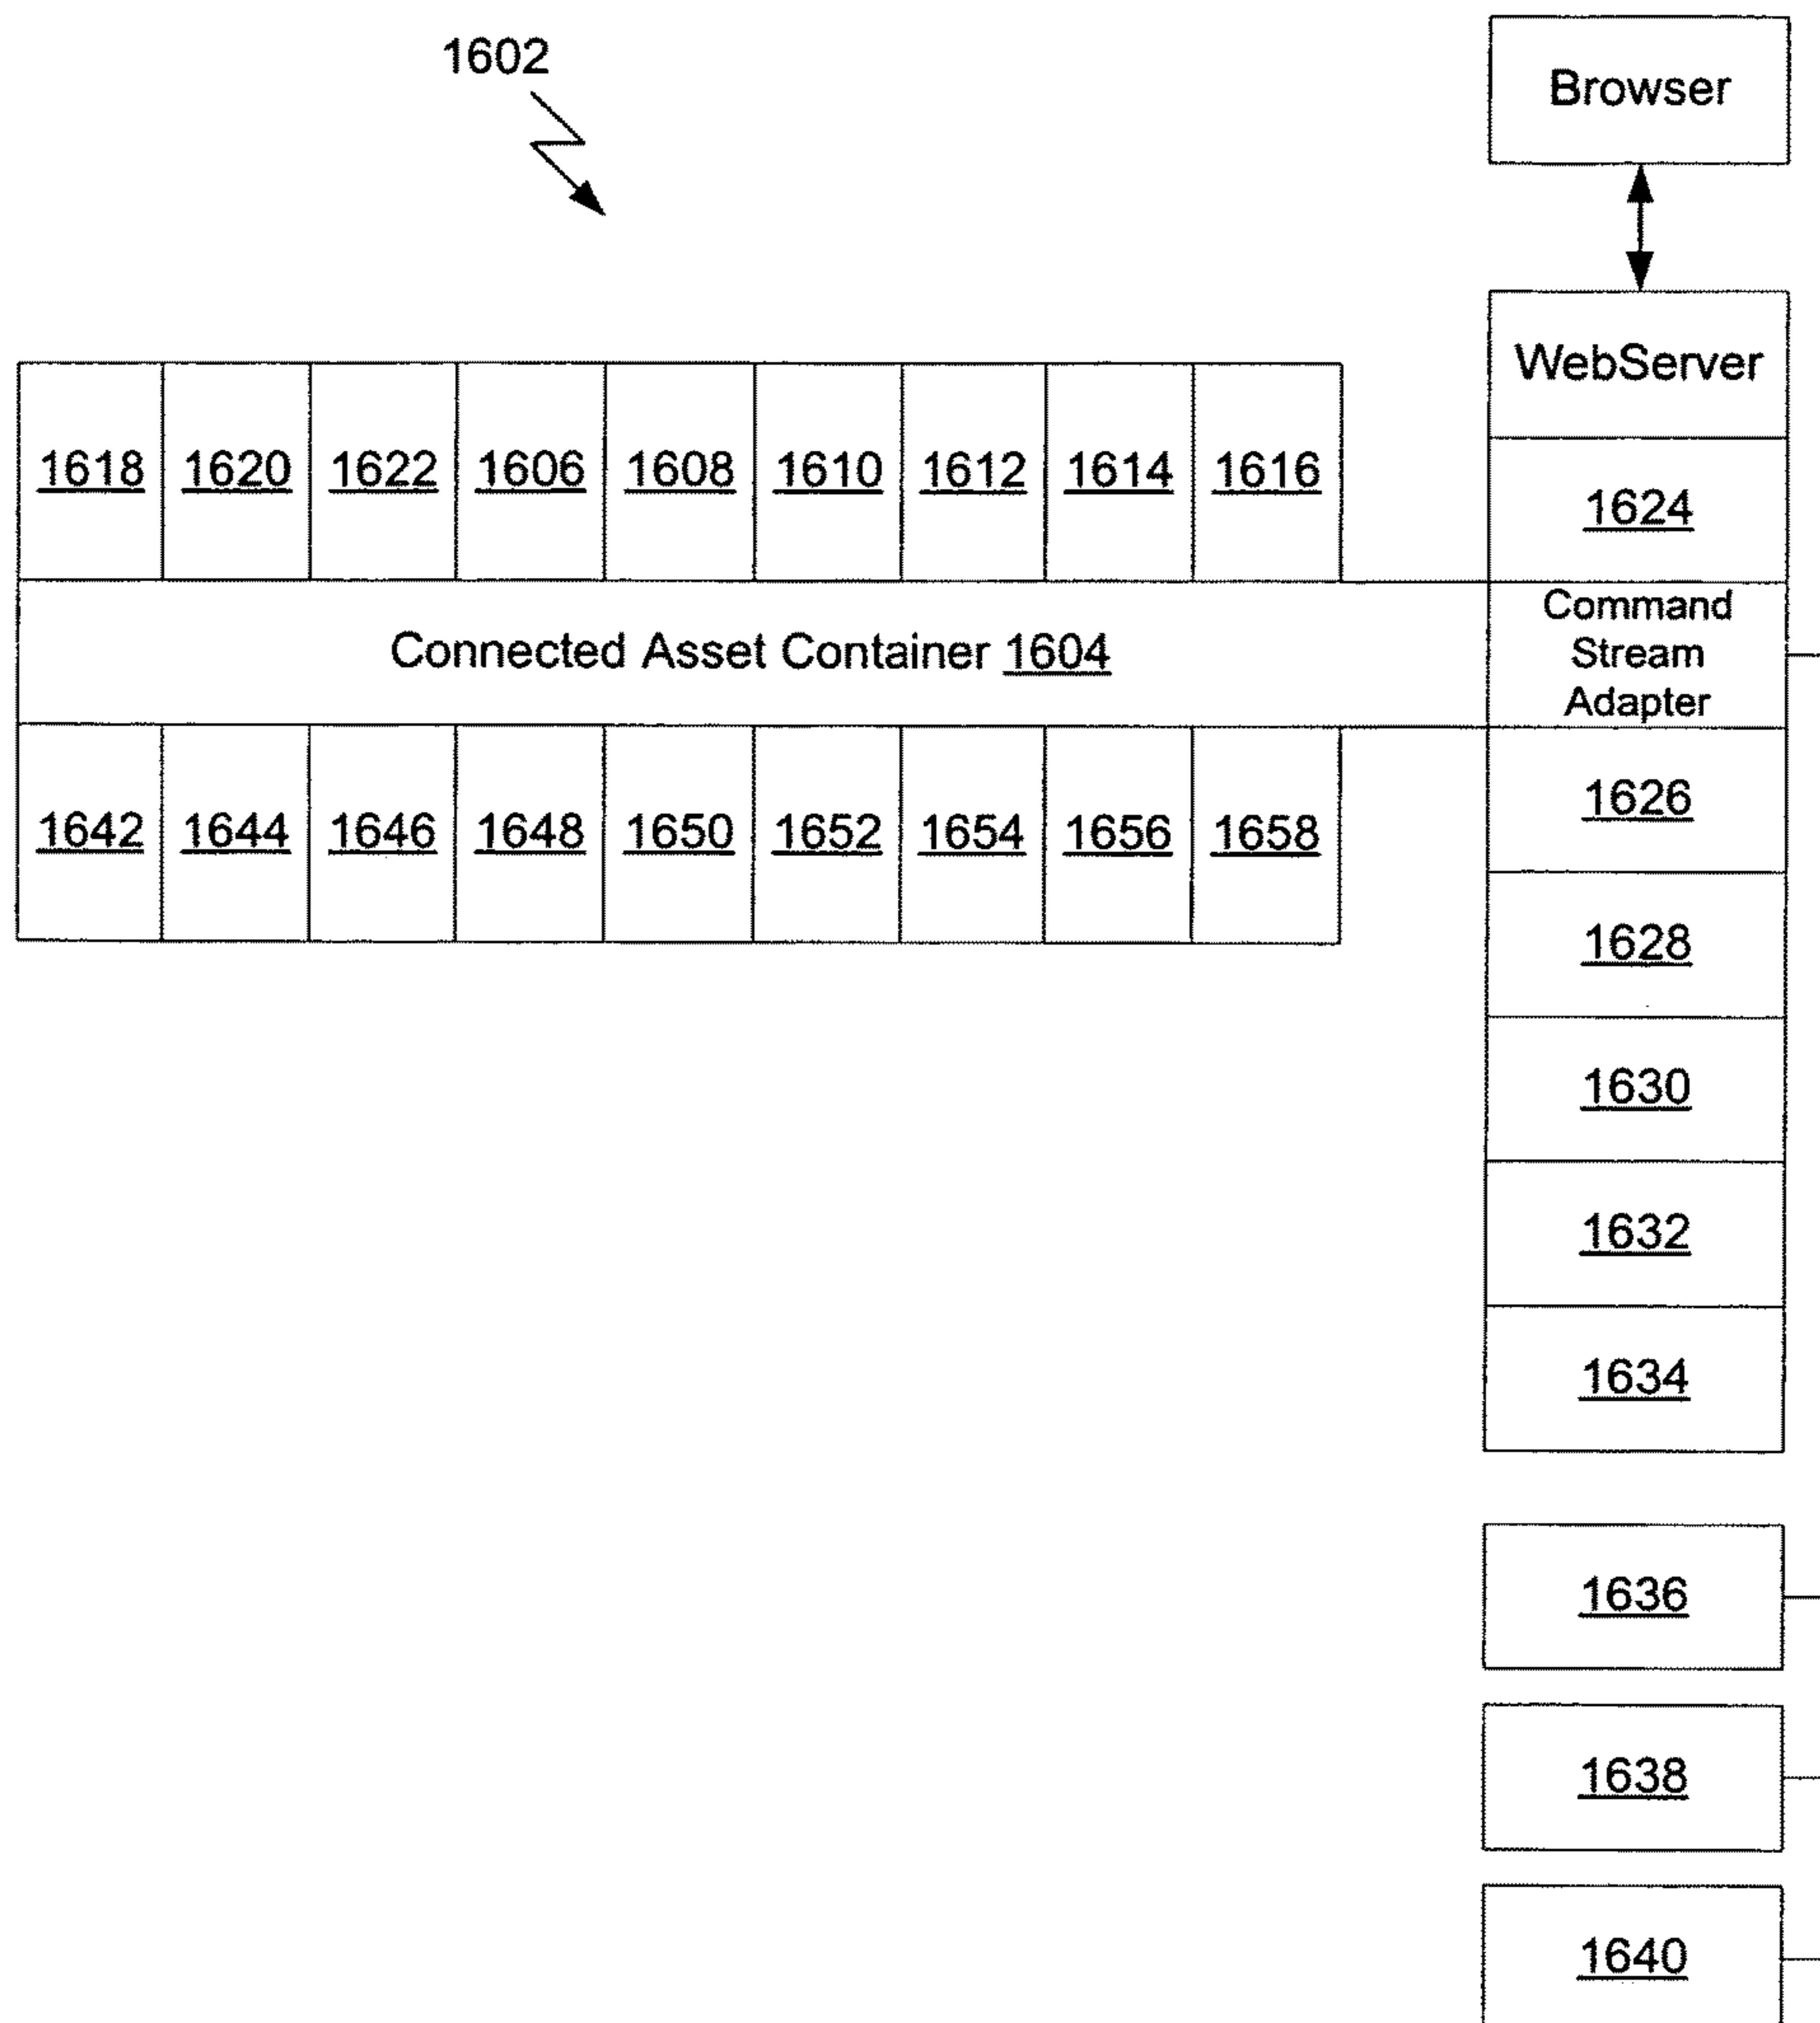 1602
Browser
WebServer
1618 1620 1622 1606 1608 1610 1612 1614 1616
1624
Connected Asset Container 1604
Command
Stream
Adapter
1642 1644 1646 1648 1650 1652 1654 1656 1658
1626
1628
1630
1632
1634
1636
1638
1640